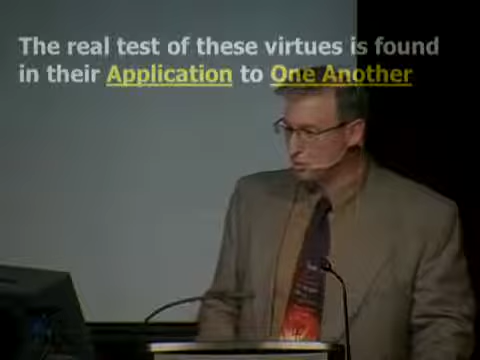 The real test of these virtues is found
in their Application to One Another